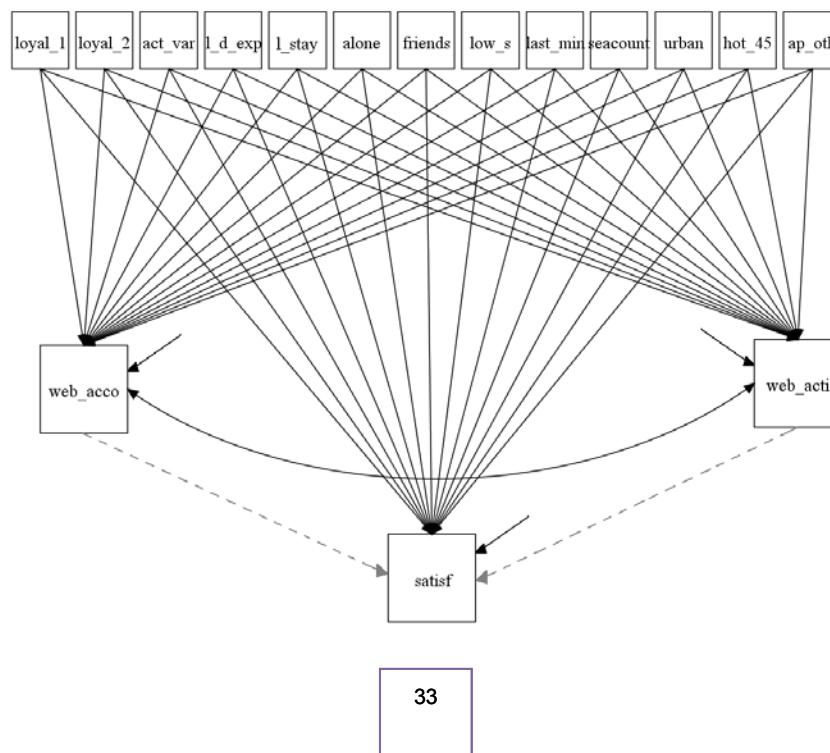 loyal_1 loyal_2 act_var l_d_exp l_stay alone friends low_s last_min seacount urban hot_45 ap_oth
web_acco web_acti
satisf
33